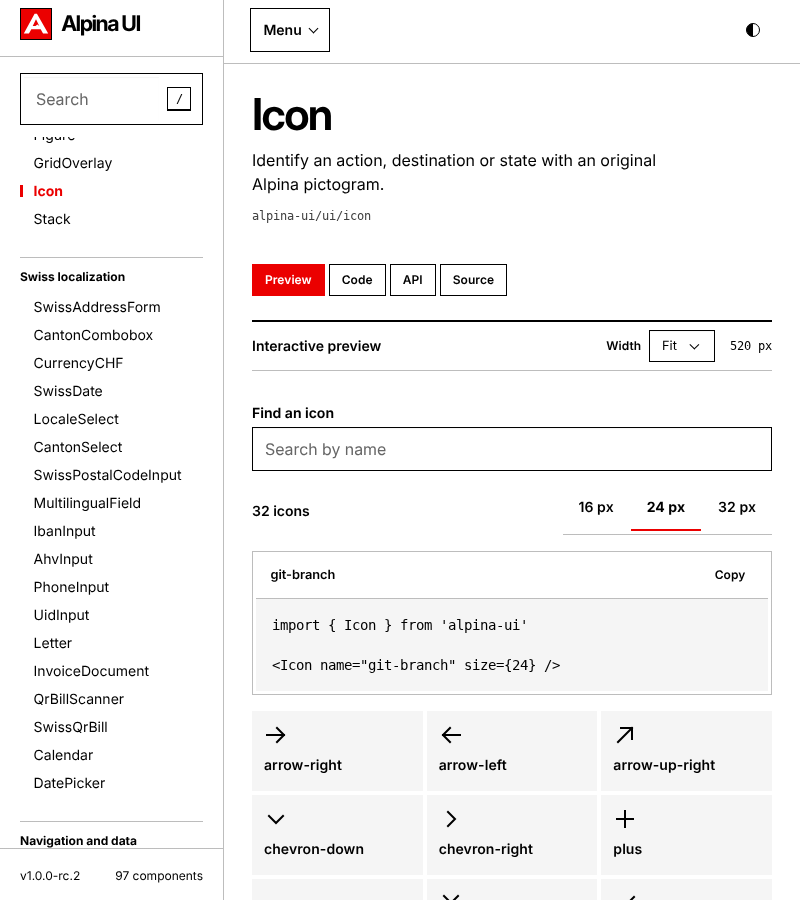 Alpina UI
Search
/
Figure
GridOverlay
Icon
Stack
Swiss localization
SwissAddressForm
CantonCombobox
CurrencyCHF
SwissDate
LocaleSelect
CantonSelect
SwissPostalCodeInput
MultilingualField
IbanInput
AhvInput
PhoneInput
UidInput
Letter
InvoiceDocument
QrBillScanner
SwissQrBill
Calendar
DatePicker
Navigation and data
v1.0.0-rc.2 97 components
Menu
Icon
Identify an action, destination or state with an original
Alpina pictogram.
alpina-ui/ui/icon
Preview Code API Source
Interactive preview Width Fit 520 px
Find an icon
Search by name
32 icons 16 px 24 px 32 px
git-branch Copy
import { Icon } from 'alpina-ui'
<Icon name="git-branch" size={24} />
arrow-right arrow-left arrow-up-right
chevron-down chevron-right plus